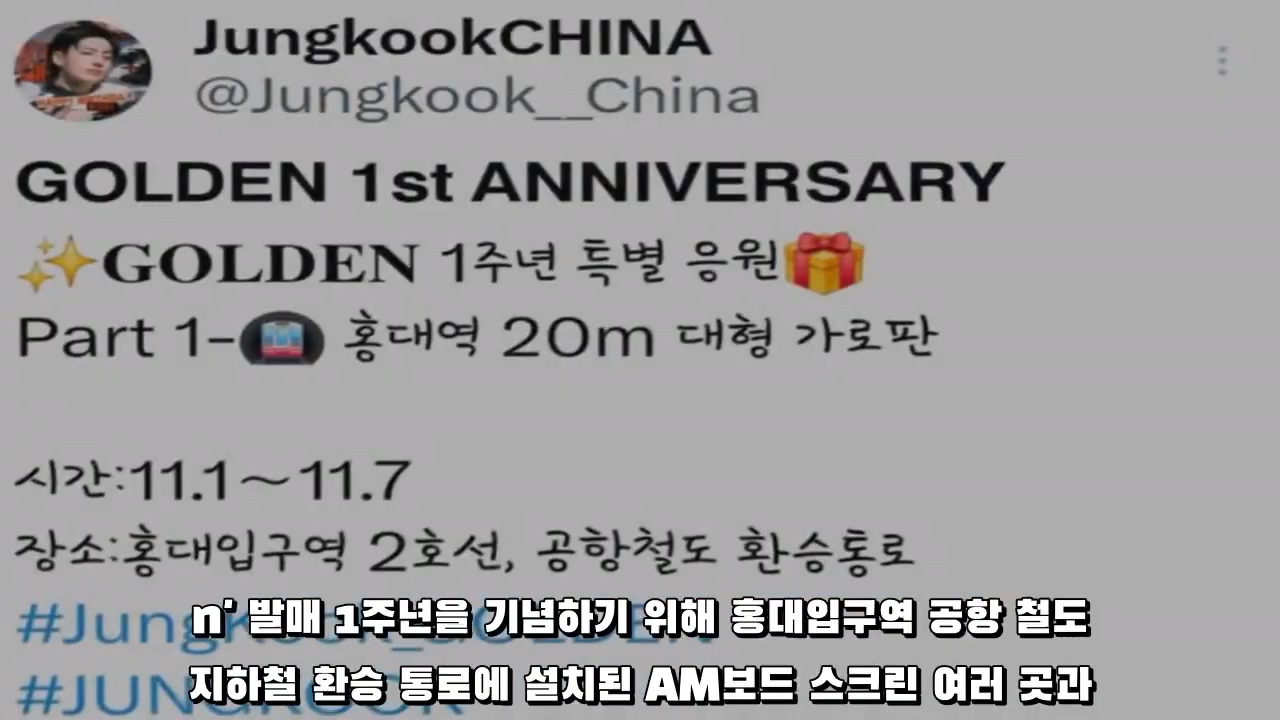 JungkookCHINA
@Jungkook__China
GOLDEN 1st ANNIVERSARY
✨GOLDEN 1주년 특별 응원🎁
Part 1- 홍대역 20m 대형 가로판
시간:11.1~11.7
장소:홍대입구역 2호선, 공항철도 환승통로
#Jungkook_GOLDEN
n' 발매 1주년을 기념하기 위해 홍대입구역 공항 철도
#JUNGKOOK
지하철 환승 통로에 설치된 AM보드 스크린 여러 곳과